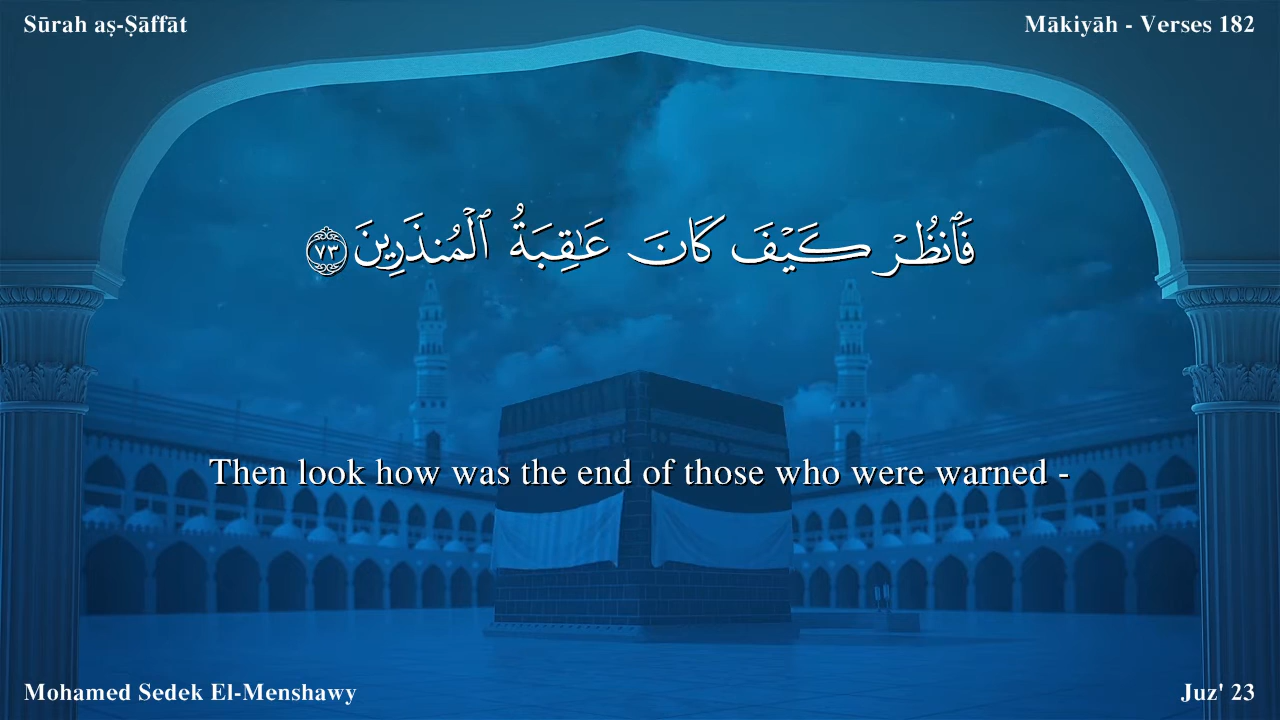 Sūrah aṣ-Ṣāffāt
Mākiyāh - Verses 182
فَٱنظُرْ كَيْفَ كَانَ عَٰقِبَةُ ٱلْمُنذَرِينَ ٧٣
Then look how was the end of those who were warned -
Mohamed Sedek El-Menshawy
Juz' 23